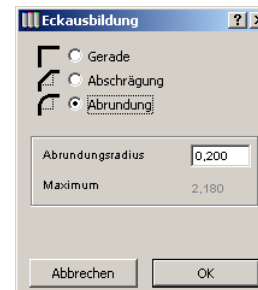 Eckausbildung
Gerade
Abschrägung
Abrundung
Abrundungsradius 0,200
Maximum 2,180
Abbrechen OK